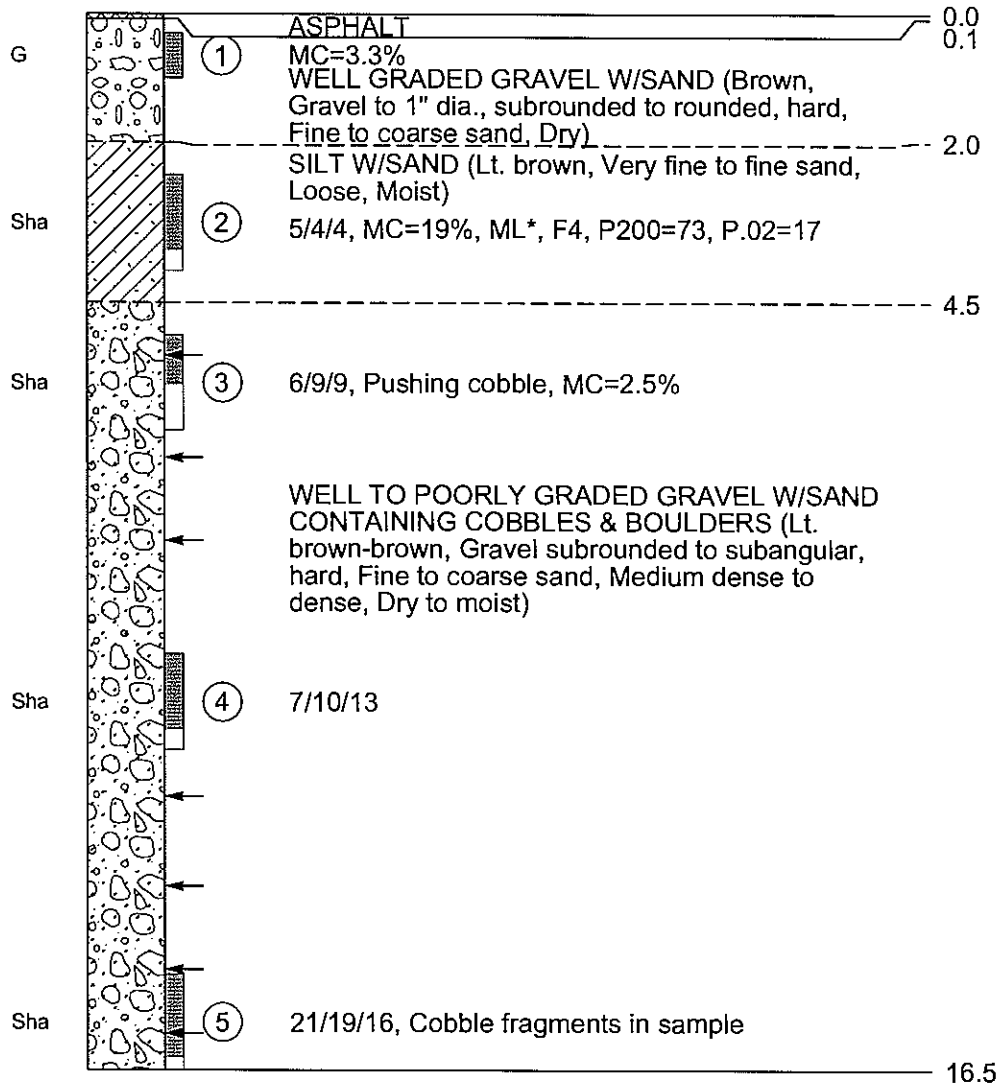 ASPHALT
0.0
0.1
G
1
MC=3.3%
WELL GRADED GRAVEL W/SAND (Brown,
Gravel to 1" dia., subrounded to rounded, hard,
Fine to coarse sand, Dry)
2.0
SILT W/SAND (Lt. brown, Very fine to fine sand,
Loose, Moist)
Sha
2
5/4/4, MC=19%, ML*, F4, P200=73, P.02=17
4.5
Sha
3
6/9/9, Pushing cobble, MC=2.5%
WELL TO POORLY GRADED GRAVEL W/SAND
CONTAINING COBBLES & BOULDERS (Lt.
brown-brown, Gravel subrounded to subangular,
hard, Fine to coarse sand, Medium dense to
dense, Dry to moist)
Sha
4
7/10/13
Sha
5
21/19/16, Cobble fragments in sample
16.5